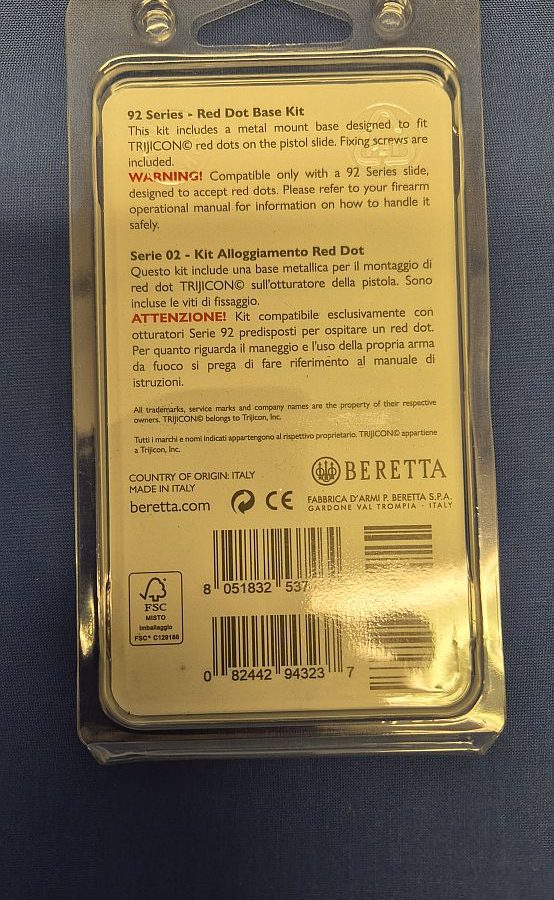 92 Series - Red Dot Base Kit
This kit includes a metal mount base designed to fit
TRIJICON© red dots on the pistol slide. Fixing screws are
included.
WARNING! Compatible only with a 92 Series slide,
designed to accept red dots. Please refer to your firearm
operational manual for information on how to handle it
safely.
Serie 02 - Kit Alloggiamento Red Dot
Questo kit include una base metallica per il montaggio di
red dot TRIJICON© sull'otturatore della pistola. Sono
incluse le viti di fissaggio.
ATTENZIONE! Kit compatibile esclusivamente con
otturatori Serie 92 predisposti per ospitare un red dot.
Per quanto riguarda il maneggio e l'uso della propria arma
da fuoco si prega di fare riferimento al manuale di
istruzioni.
All trademarks, service marks and company names are the property of their respective
owners. TRIJICON© belongs to Trijicon, Inc.
Tutti i marchi e nomi indicati appartengono al rispettivo proprietario. TRIJICON© appartiene
a Trijicon, Inc.
COUNTRY OF ORIGIN: ITALY
MADE IN ITALY
beretta.com
CE
BERETTA
FABBRICA D'ARMI P. BERETTA S.P.A.
GARDONE VAL TROMPIA - ITALY
8 051832 537
FSC
MISTO
Imballaggio
FSC® C129188
0 82442 94323 7